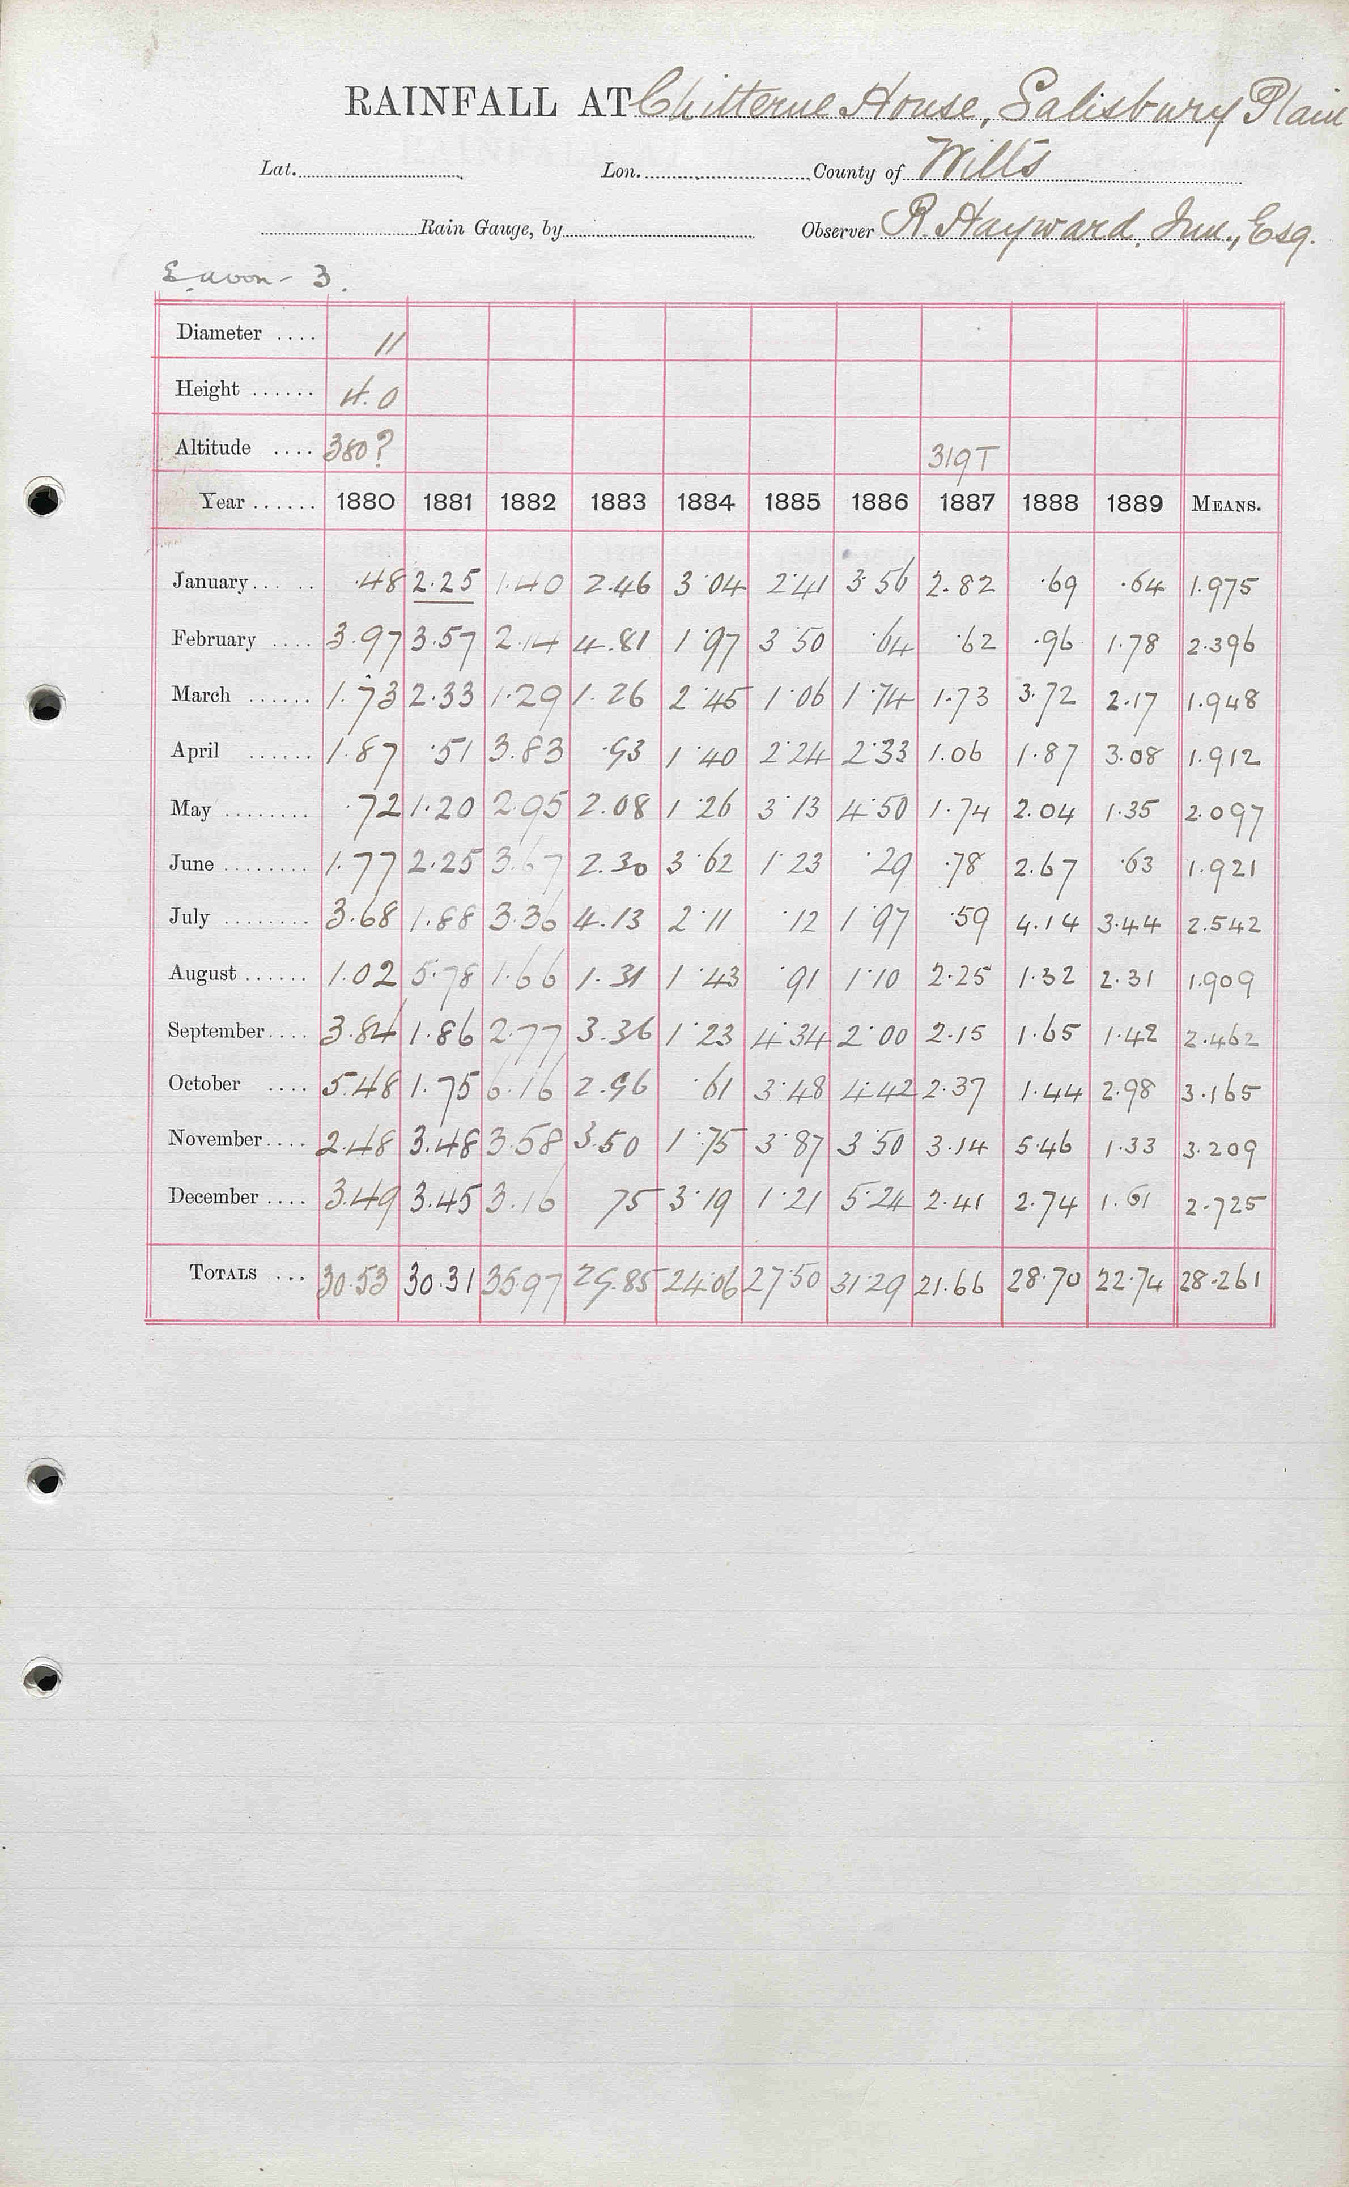 RAINFALL AT Chitterne House, Salisbury Plain
Lat. Lon. County of Wilts
Rain Gauge, by Observer R. Hayward, Jun., Esq.
E. Avon - 3.
Diameter .... 11
Height ...... 4.0
Altitude .... 380? 319T
Year ...... 1880 1881 1882 1883 1884 1885 1886 1887 1888 1889 MEANS.
January...... .48 2.25 1.40 2.46 3.04 2.41 3.56 2.82 .69 .64 1.975
February .... 3.97 3.57 2.14 4.81 1.97 3.50 .64 .62 .96 1.78 2.396
March ...... 1.73 2.33 1.29 1.26 2.45 1.06 1.74 1.73 3.72 2.17 1.948
April ...... 1.87 .51 3.83 .93 1.40 2.24 2.33 1.06 1.87 3.08 1.912
May ........ .72 1.20 2.95 2.08 1.26 3.13 4.50 1.74 2.04 1.35 2.097
June ........ 1.77 2.25 3.67 2.30 3.62 1.23 .29 .78 2.67 .63 1.921
July ........ 3.68 1.88 3.36 4.13 2.11 .12 1.97 .59 4.14 3.44 2.542
August ...... 1.02 5.78 1.66 1.31 1.43 .91 1.10 2.25 1.32 2.31 1.909
September.... 3.84 1.86 2.77 3.36 1.23 4.34 2.00 2.15 1.65 1.42 2.462
October .... 5.48 1.75 6.16 2.96 .61 3.48 4.42 2.37 1.44 2.98 3.165
November.... 2.48 3.48 3.58 3.50 1.75 3.87 3.50 3.14 5.46 1.33 3.209
December .... 3.49 3.45 3.16 75 3.19 1.21 5.24 2.41 2.74 1.61 2.725
TOTALS ... 30.53 30.31 35.97 29.85 24.06 27.50 31.29 21.66 28.70 22.74 28.261